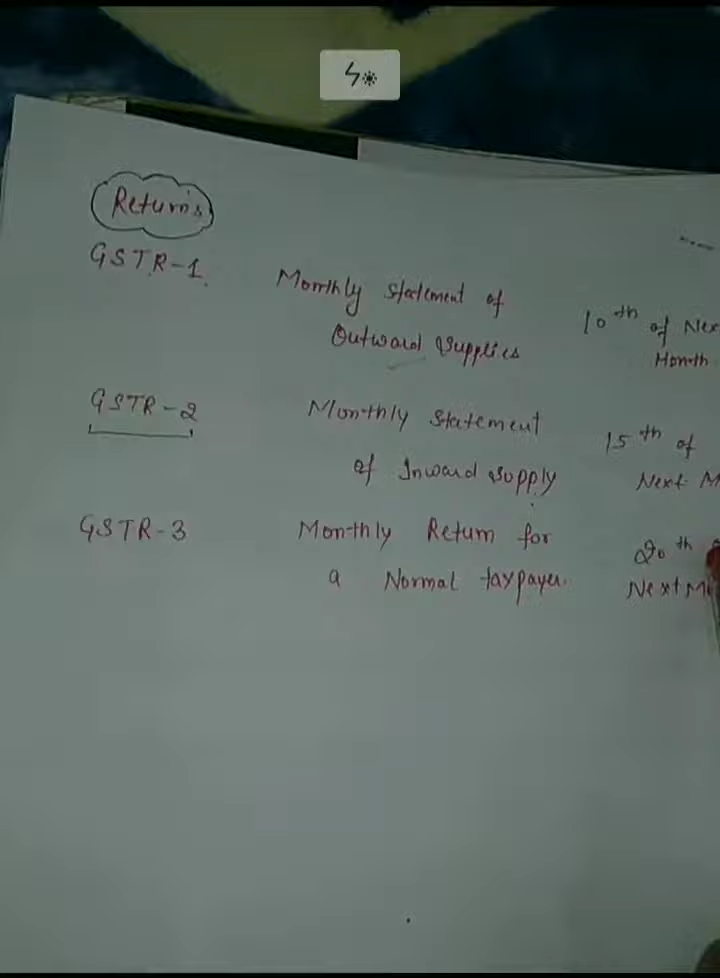 Returns
GSTR-1. Monthly Statement of 10th of Nex
Outward Supplies Month
GSTR-2 Monthly Statement 15th of
of Inward Supply Next M
GSTR-3 Monthly Return for 20th
a Normal taxpayer. Next M